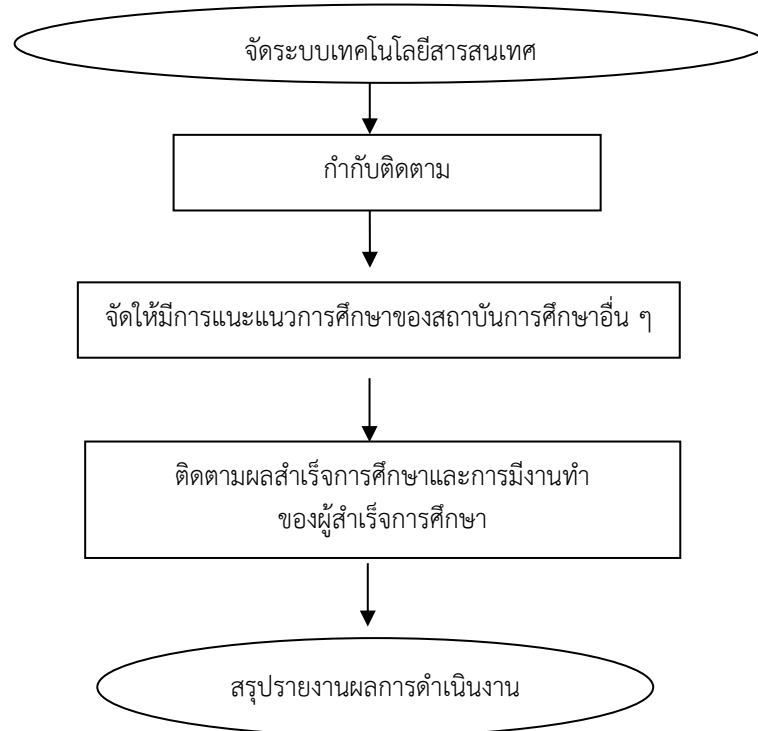 จัดระบบเทคโนโลยีสารสนเทศ
กำกับติดตาม
จัดให้มีการแนะแนวการศึกษาของสถาบันการศึกษาอื่น ๆ
ติดตามผลสำเร็จการศึกษาและการมีงานทำ
ของผู้สำเร็จการศึกษา
สรุปรายงานผลการดำเนินงาน